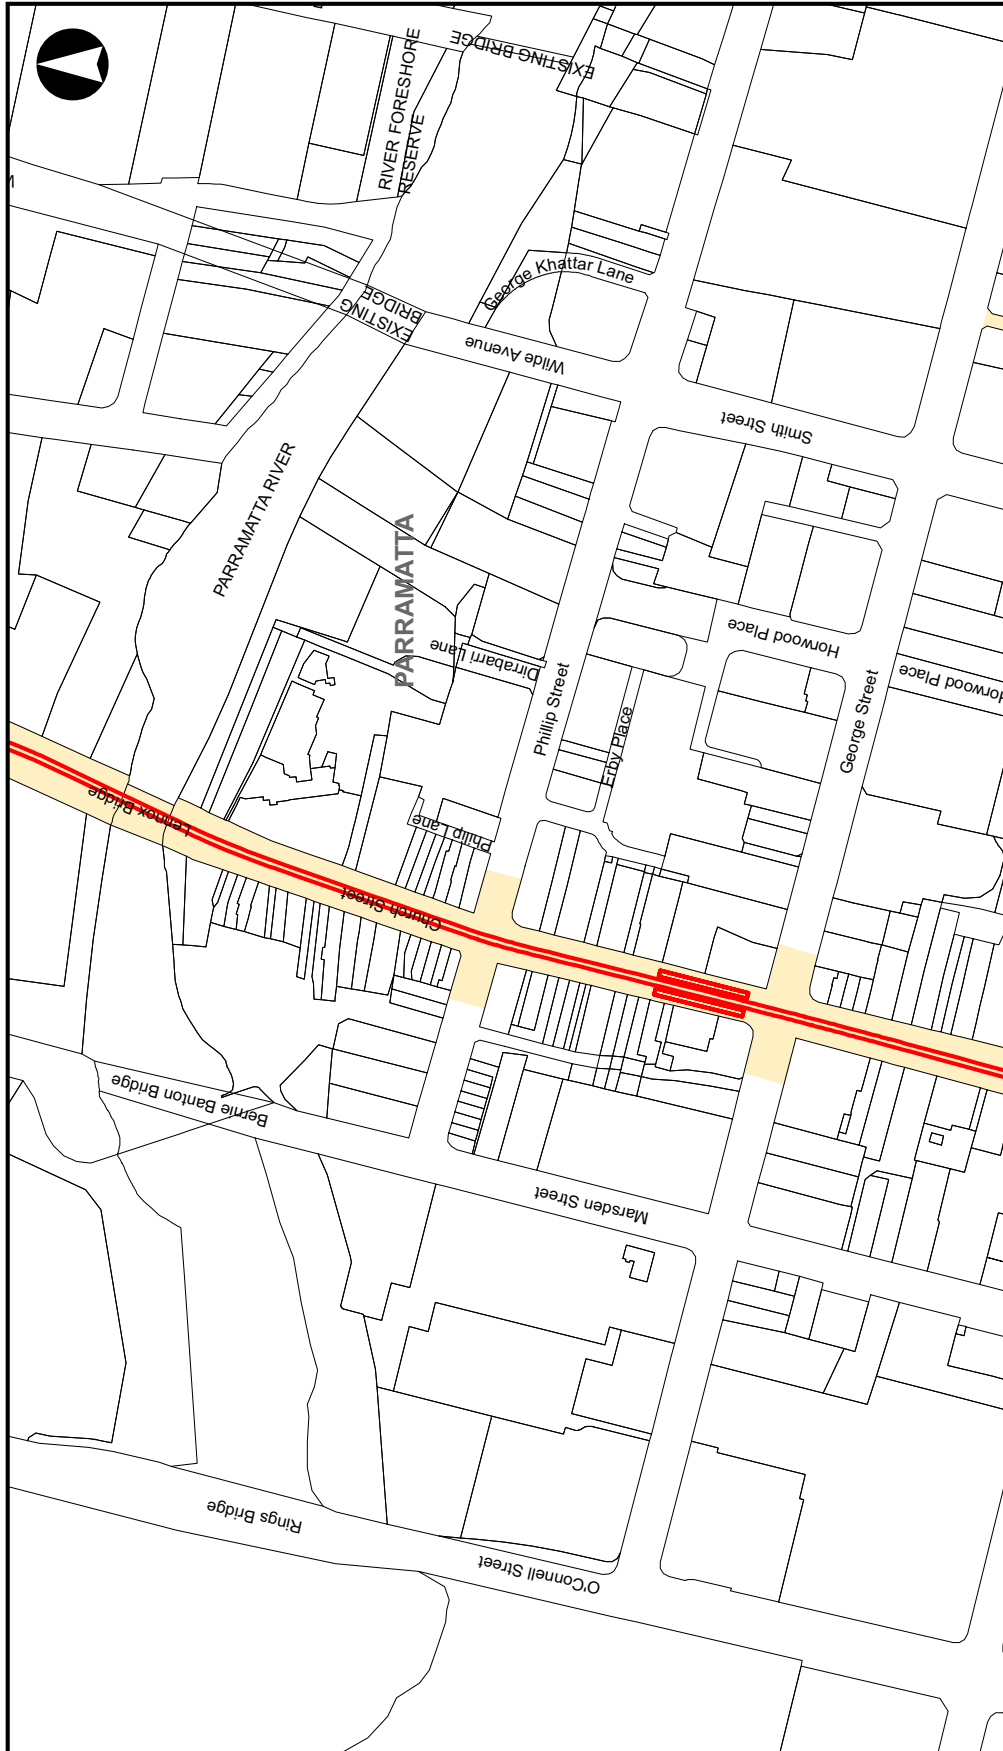 EXISTING BRIDGE
RIVER FORESHORE
RESERVE
George Khattar Lane
EXISTING
BRIDGE
Wilde Avenue
Smith Street
PARRAMATTA RIVER
PARRAMATTA
Dirrabarri Lane
Horwood Place
Horwood Place
Phillip Street
George Street
Erby Place
Philip Lane
Lennox Bridge
Church Street
Bernie Banton Bridge
Marsden Street
Rings Bridge
O'Connell Street